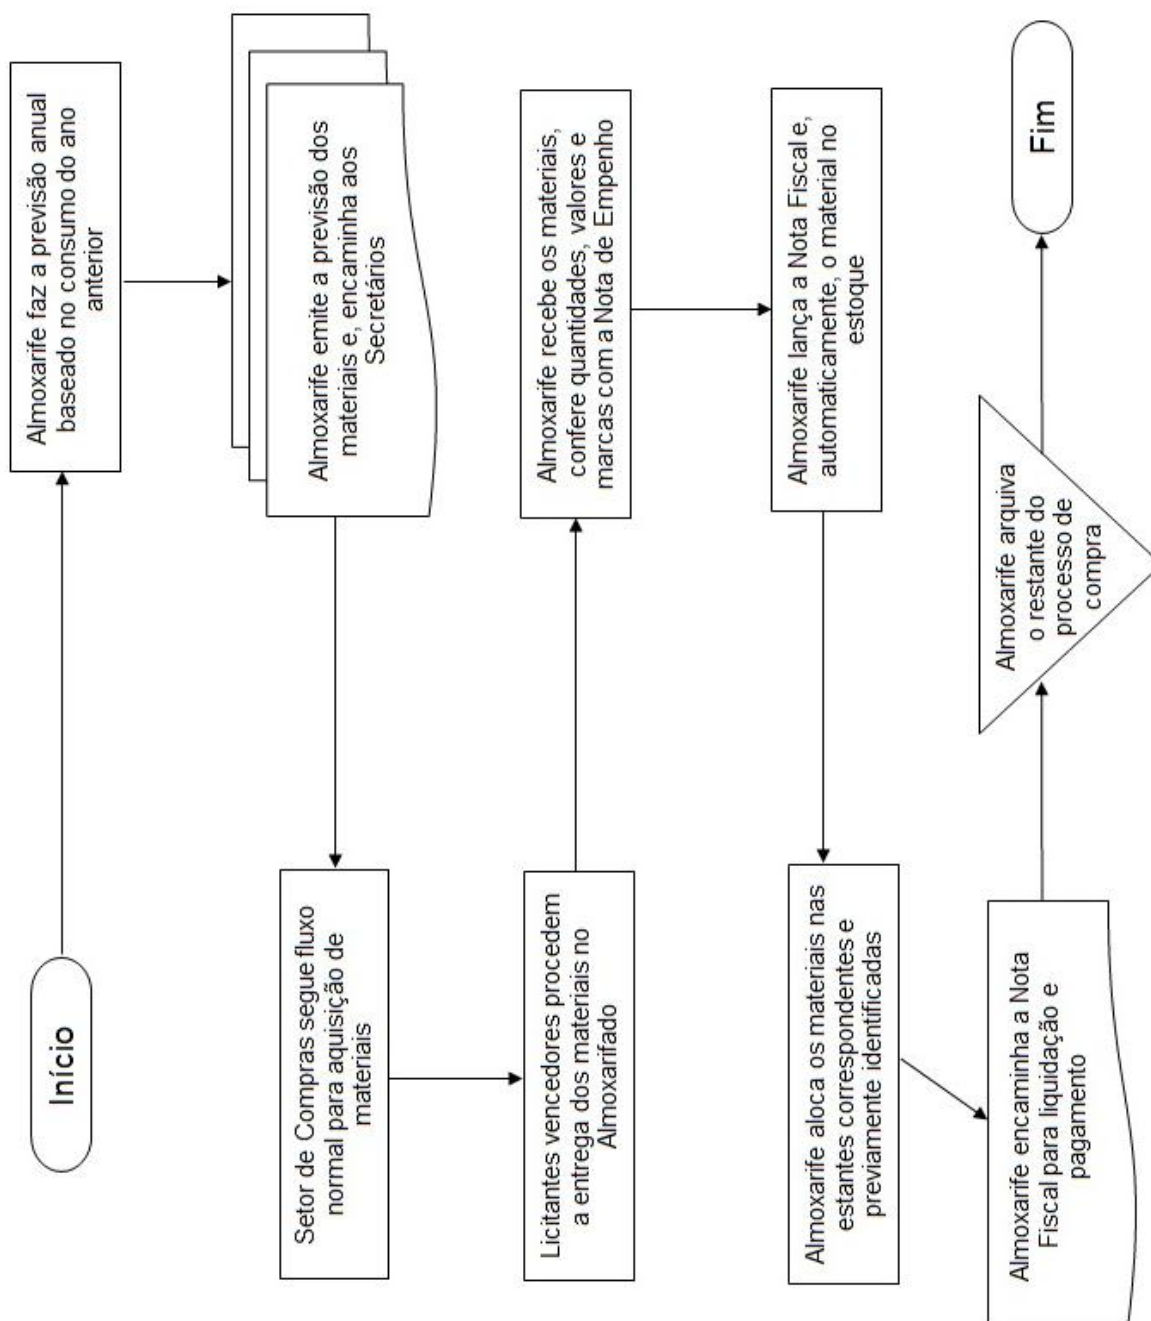 Início
Almoxarife faz a previsão anual
baseado no consumo do ano
anterior
Almoxarife emite a previsão dos
materiais e, encaminha aos
Secretários
Setor de Compras segue fluxo
normal para aquisição de
materiais
Licitantes vencedores procedem
a entrega dos materiais no
Almoxarifado
Almoxarife recebe os materiais,
confere quantidades, valores e
marcas com a Nota de Empenho
Almoxarife lança a Nota Fiscal e,
automaticamente, o material no
estoque
Almoxarife aloca os materiais nas
estantes correspondentes e
previamente identificadas
Almoxarife encaminha a Nota
Fiscal para liquidação e
pagamento
Almoxarife arquiva
o restante do
processo de
compra
Fim